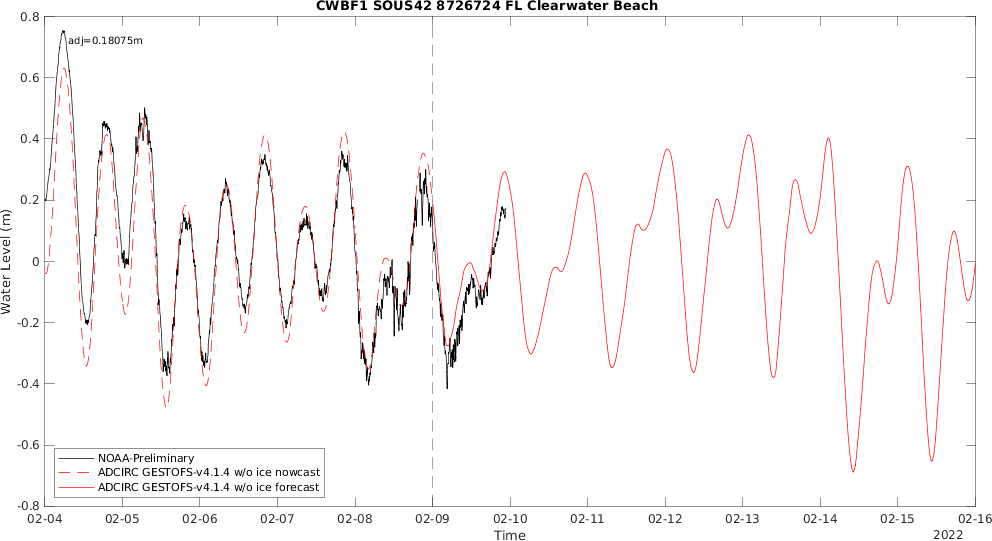 CWBF1 SOUS42 8726724 FL Clearwater Beach
adj=0.18075m
0.8
0.6
0.4
0.2
0
-0.2
-0.4
-0.6
-0.8
Water Level (m)
NOAA-Preliminary
ADCIRC GESTOFS-v4.1.4 w/o ice nowcast
ADCIRC GESTOFS-v4.1.4 w/o ice forecast
02-04 02-05 02-06 02-07 02-08 02-09 02-10 02-11 02-12 02-13 02-14 02-15 02-16
Time
2022